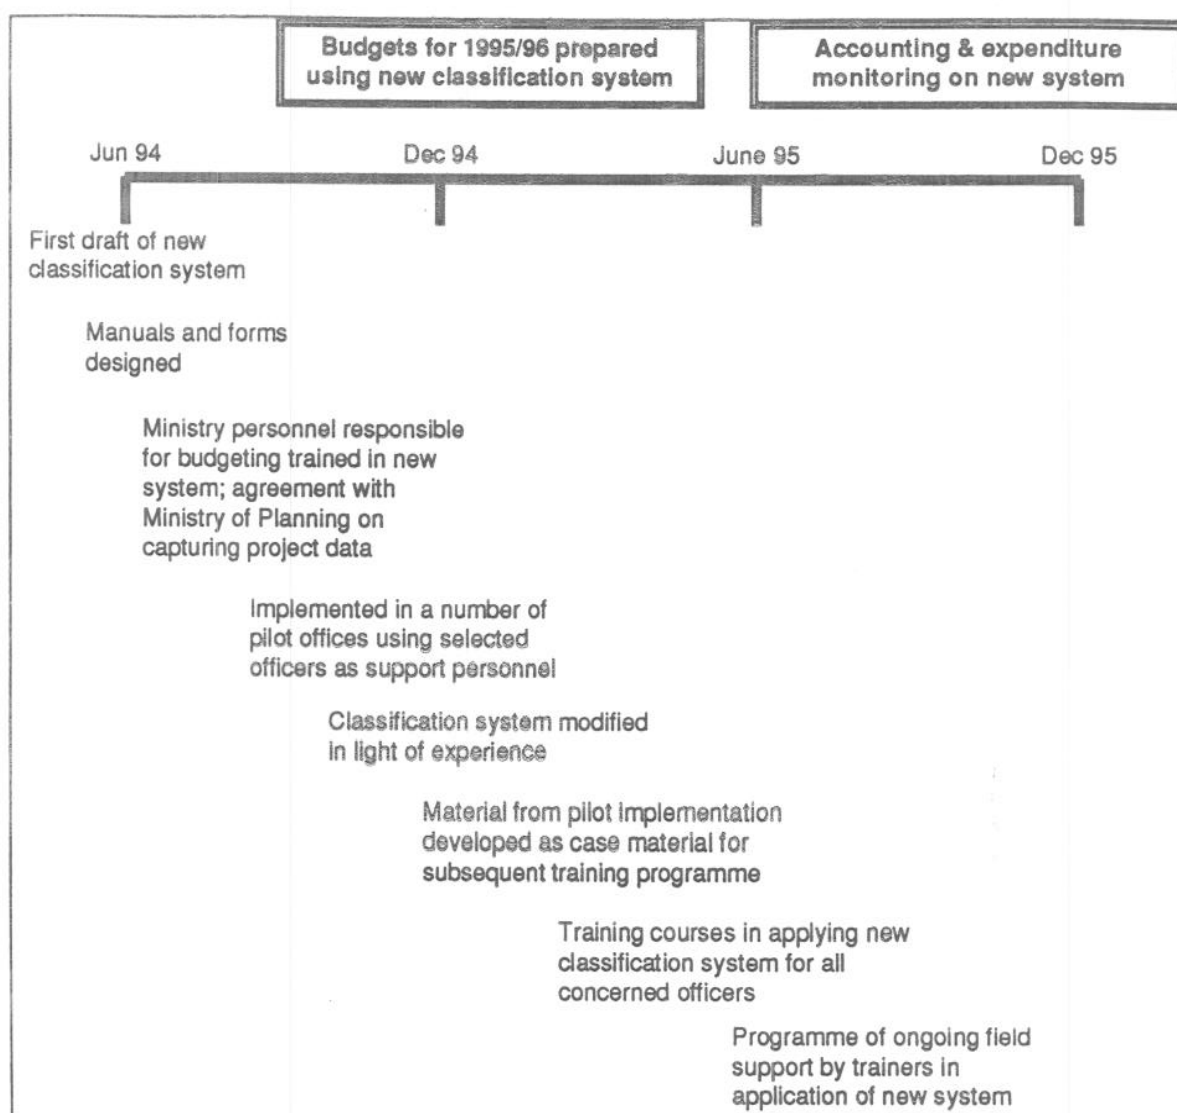 Budgets for 1995/96 prepared
using new classification system
Accounting & expenditure
monitoring on new system
Jun 94
Dec 94
June 95
Dec 95
First draft of new
classification system
Manuals and forms
designed
Ministry personnel responsible
for budgeting trained in new
system; agreement with
Ministry of Planning on
capturing project data
Implemented in a number of
pilot offices using selected
officers as support personnel
Classification system modified
in light of experience
Material from pilot implementation
developed as case material for
subsequent training programme
Training courses in applying new
classification system for all
concerned officers
Programme of ongoing field
support by trainers in
application of new system